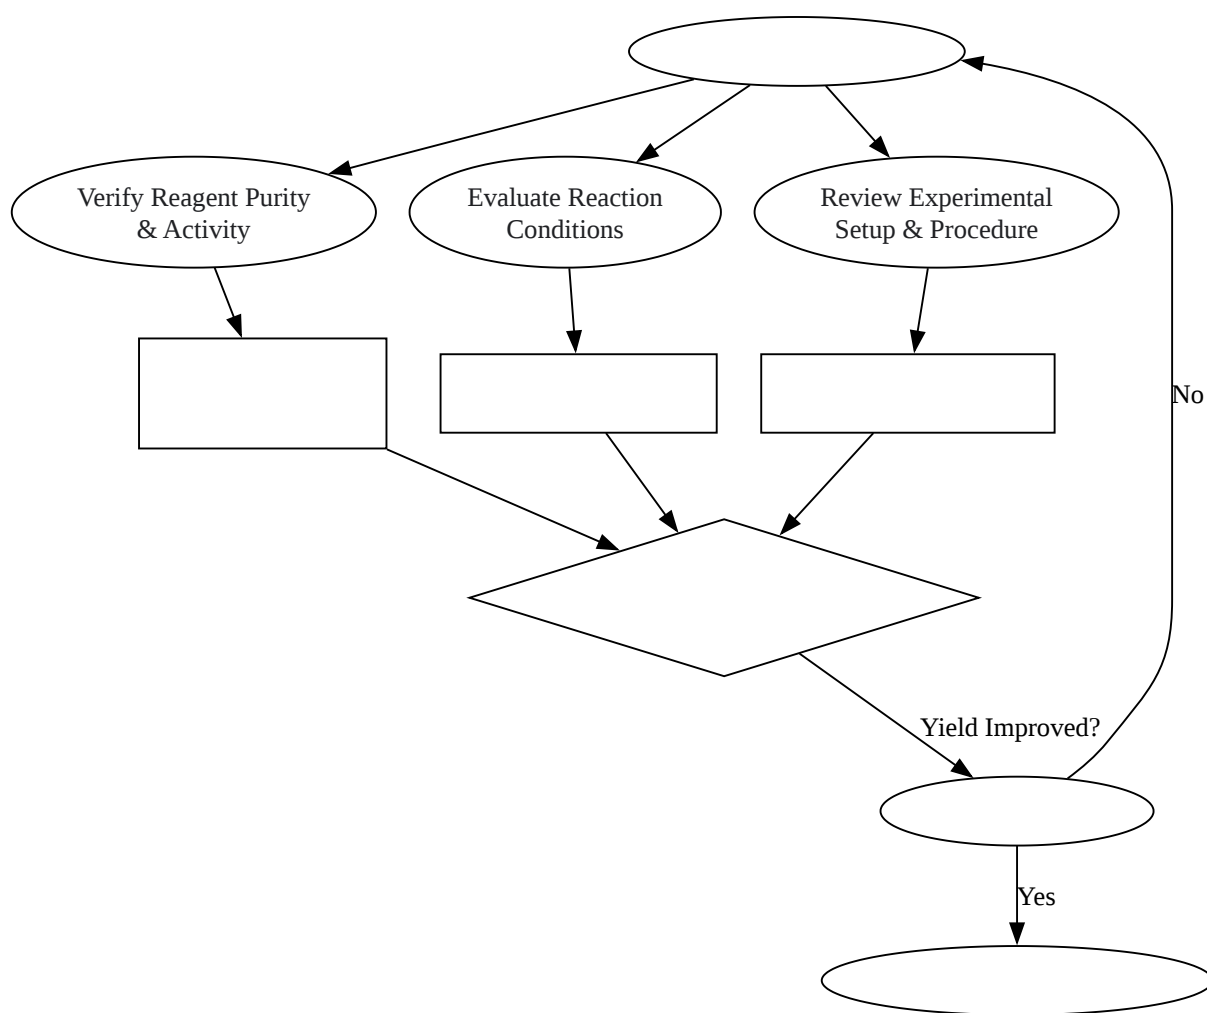 Verify Reagent Purity
& Activity
Evaluate Reaction
Conditions
Review Experimental
Setup & Procedure
No
Yield Improved?
Yes